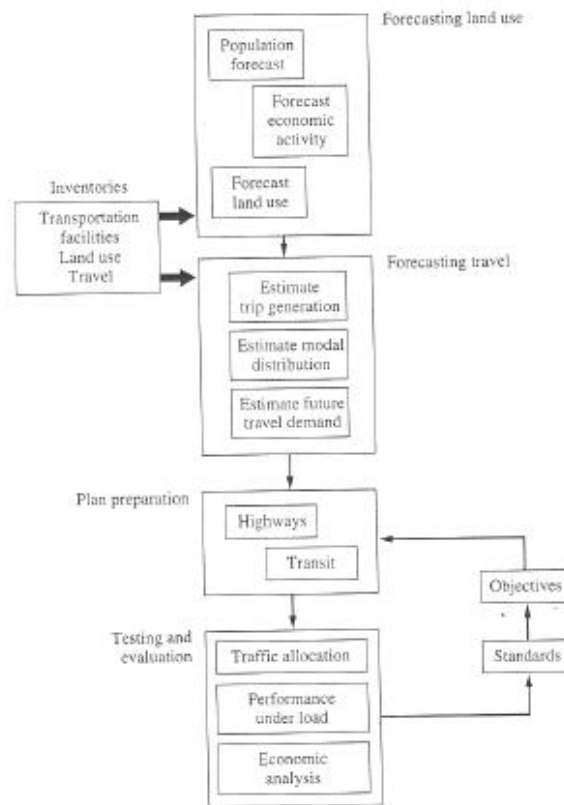 Forecasting land use
Population
forecast
Forecast
economic
activity
Forecast
land use
Inventories
Transportation
facilities
Land use
Travel
Forecasting travel
Estimate
trip generation
Estimate modal
distribution
Estimate future
travel demand
Plan preparation
Highways
Transit
Objectives
Standards
Testing and
evaluation
Traffic allocation
Performance
under load
Economic
analysis